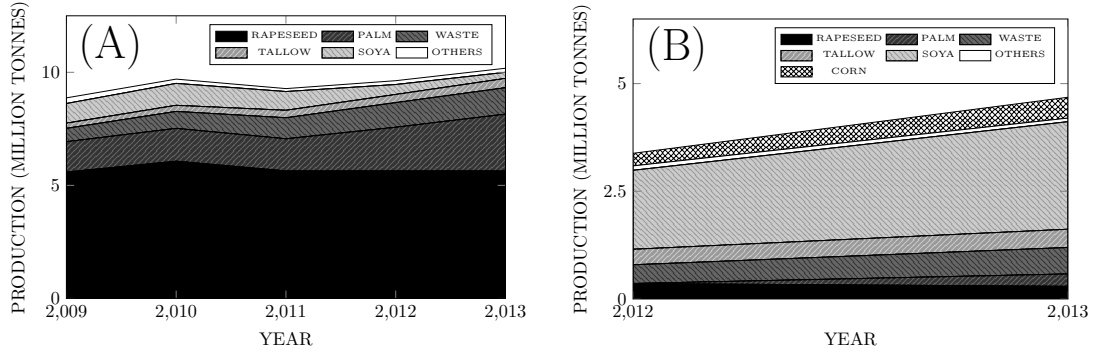 (A)
RAPESEED PALM WASTE
TALLOW SOYA OTHERS
10
5
0
2,009 2,010 2,011 2,012 2,013
YEAR
PRODUCTION (MILLION TONNES)
(B)
RAPESEED PALM WASTE
TALLOW SOYA OTHERS
CORN
5
2.5
0
2,012 2,013
YEAR
PRODUCTION (MILLION TONNES)